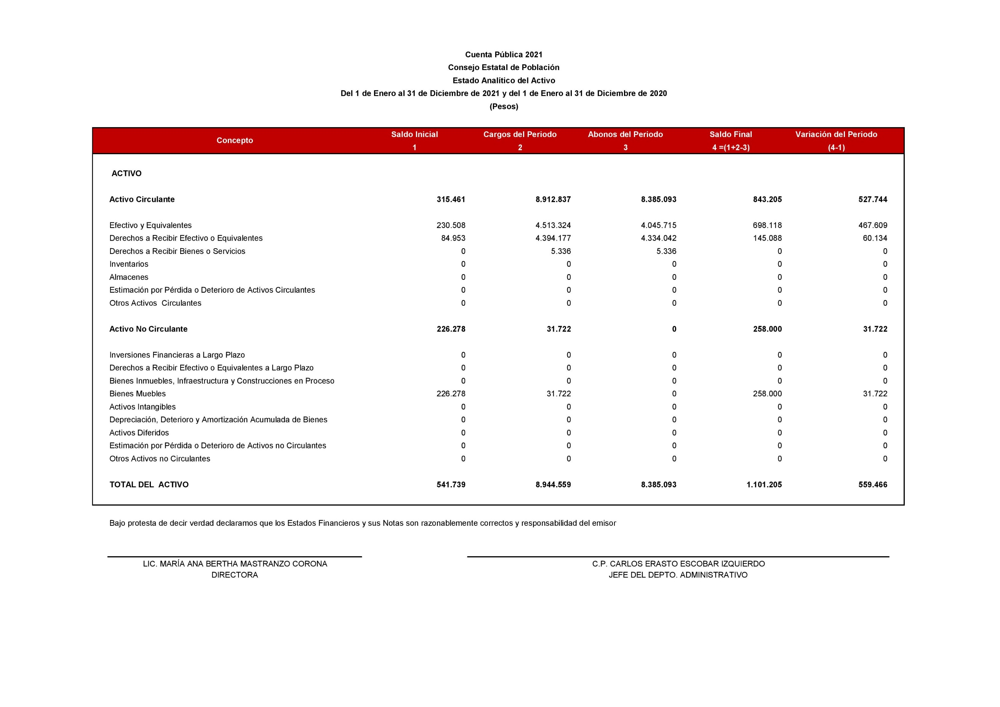 Cuenta Pública 2021
Consejo Estatal de Población
Estado Analítico del Activo
Del 1 de Enero al 31 de Diciembre de 2021 y del 1 de Enero al 31 de Diciembre de 2020
(Pesos)
Concepto Saldo Inicial Cargos del Periodo Abonos del Periodo Saldo Final Variación del Periodo
1 2 3 4 =(1+2-3) (4-1)
ACTIVO
Activo Circulante 315.461 8.912.837 8.385.093 843.205 527.744
Efectivo y Equivalentes 230.508 4.513.324 4.045.715 698.118 467.609
Derechos a Recibir Efectivo o Equivalentes 84.953 4.394.177 4.334.042 145.088 60.134
Derechos a Recibir Bienes o Servicios 0 5.336 5.336 0 0
Inventarios 0 0 0 0 0
Almacenes 0 0 0 0 0
Estimación por Pérdida o Deterioro de Activos Circulantes 0 0 0 0 0
Otros Activos  Circulantes 0 0 0 0 0
Activo No Circulante 226.278 31.722 0 258.000 31.722
Inversiones Financieras a Largo Plazo 0 0 0 0 0
Derechos a Recibir Efectivo o Equivalentes a Largo Plazo 0 0 0 0 0
Bienes Inmuebles, Infraestructura y Construcciones en Proceso 0 0 0 0 0
Bienes Muebles 226.278 31.722 0 258.000 31.722
Activos Intangibles 0 0 0 0 0
Depreciación, Deterioro y Amortización Acumulada de Bienes 0 0 0 0 0
Activos Diferidos 0 0 0 0 0
Estimación por Pérdida o Deterioro de Activos no Circulantes 0 0 0 0 0
Otros Activos no Circulantes 0 0 0 0 0
TOTAL DEL  ACTIVO 541.739 8.944.559 8.385.093 1.101.205 559.466
Bajo protesta de decir verdad declaramos que los Estados Financieros y sus Notas son razonablemente correctos y responsabilidad del emisor
LIC. MARÍA ANA BERTHA MASTRANZO CORONA C.P. CARLOS ERASTO ESCOBAR IZQUIERDO
DIRECTORA JEFE DEL DEPTO. ADMINISTRATIVO